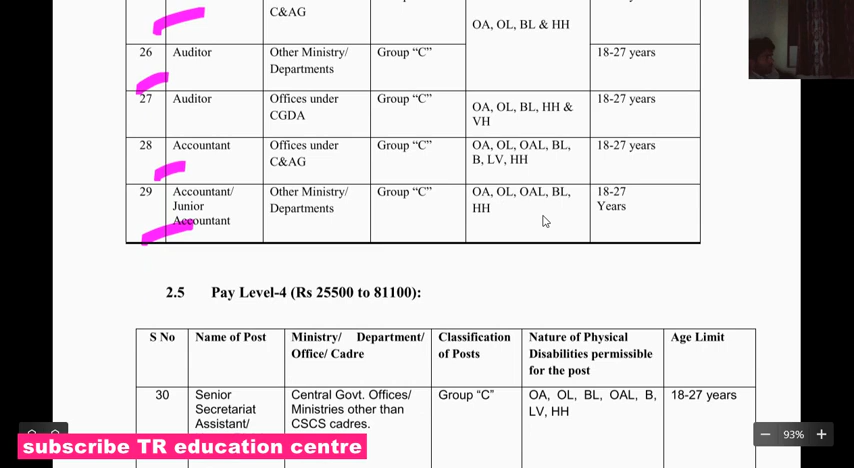 C&AG
OA, OL, BL & HH
26 Auditor Other Ministry/ Group “C” 18-27 years
Departments
27 Auditor Offices under Group “C” 18-27 years
CGDA OA, OL, BL, HH &
VH
28 Accountant Offices under Group “C” OA, OL, OAL, BL, 18-27 years
C&AG B, LV, HH
29 Accountant/ Other Ministry/ Group “C” OA, OL, OAL, BL, 18-27
Junior Departments HH Years
Accountant
2.5 Pay Level-4 (Rs 25500 to 81100):
S No Name of Post Ministry/ Department/ Classification Nature of Physical Age Limit
Office/ Cadre of Posts Disabilities permissible
for the post
30 Senior Central Govt. Offices/ Group “C” OA, OL, BL, OAL, B, 18-27 years
Secretariat Ministries other than LV, HH
Assistant/ CSCS cadres.
93%
subscribe TR education centre